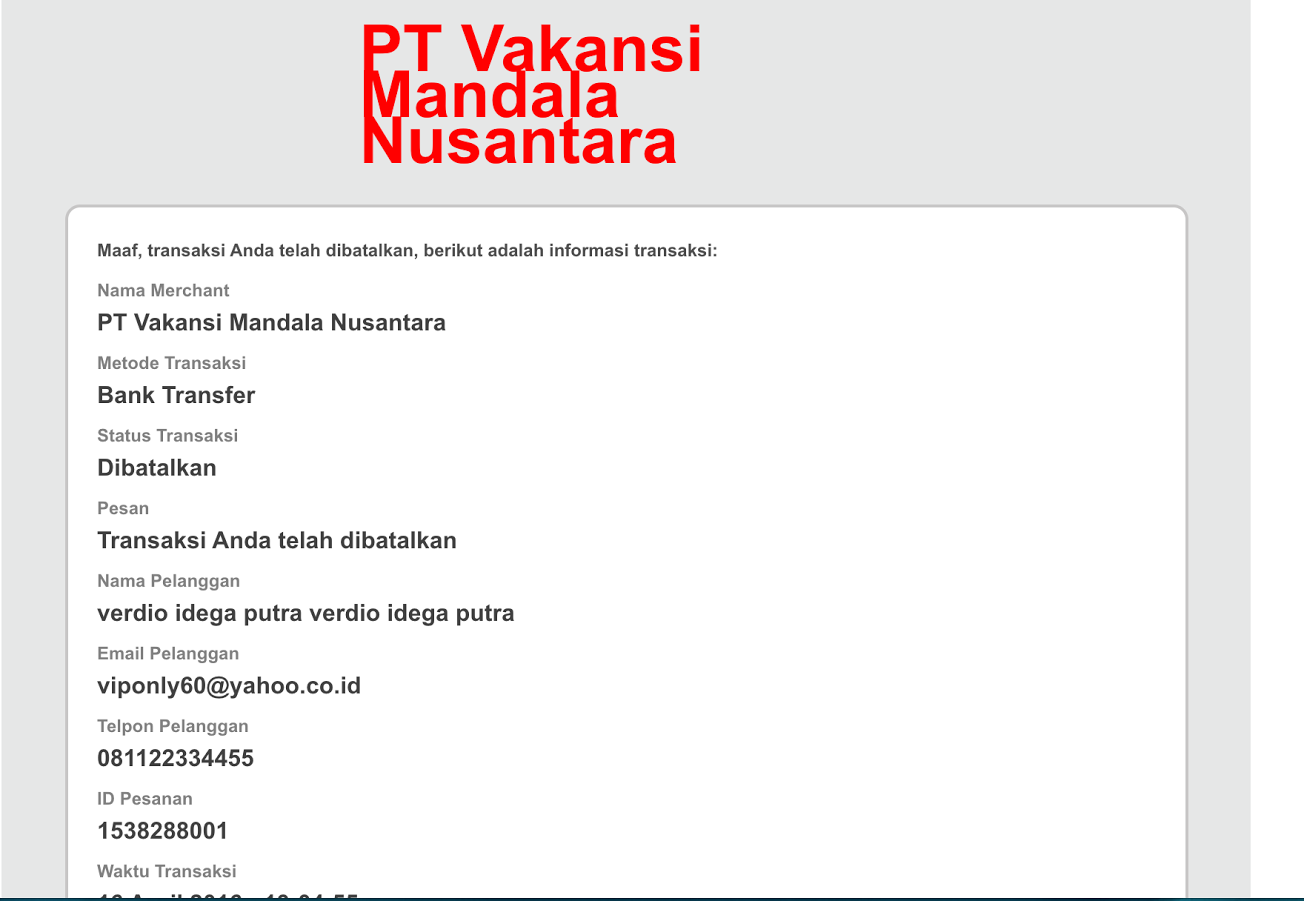 PT Vakansi
Mandala
Nusantara
Maaf, transaksi Anda telah dibatalkan, berikut adalah informasi transaksi:
Nama Merchant
PT Vakansi Mandala Nusantara
Metode Transaksi
Bank Transfer
Status Transaksi
Dibatalkan
Pesan
Transaksi Anda telah dibatalkan
Nama Pelanggan
verdio idega putra verdio idega putra
Email Pelanggan
viponly60@yahoo.co.id
Telpon Pelanggan
081122334455
ID Pesanan
1538288001
Waktu Transaksi